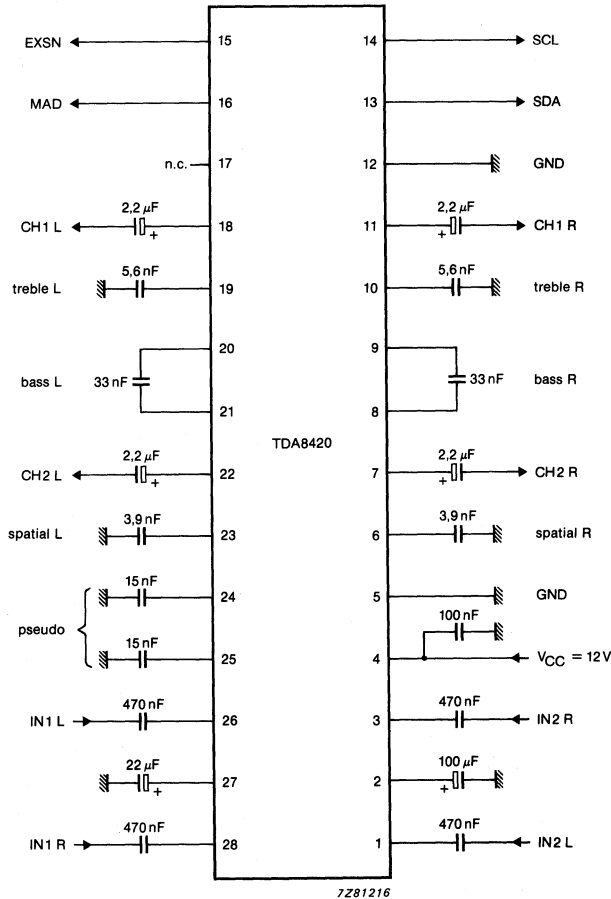 EXSN 15 14 SCL
MAD 16 13 SDA
n.c. 17 12 GND
2,2 µF 2,2 µF
CH1 L + 18 11 + CH1 R
5,6 nF 5,6 nF
treble L 19 10 treble R
20 9
bass L 33 nF 33 nF bass R
21 8
TDA8420
2,2 µF 2,2 µF
CH2 L + 22 7 + CH2 R
3,9 nF 3,9 nF
spatial L 23 6 spatial R
15 nF
24 5 GND
pseudo 100 nF
15 nF
25 4 VCC = 12 V
470 nF 470 nF
IN1 L 26 3 IN2 R
22 µF 100 µF
+ 27 2 +
470 nF 470 nF
IN1 R 28 1 IN2 L
7Z81216